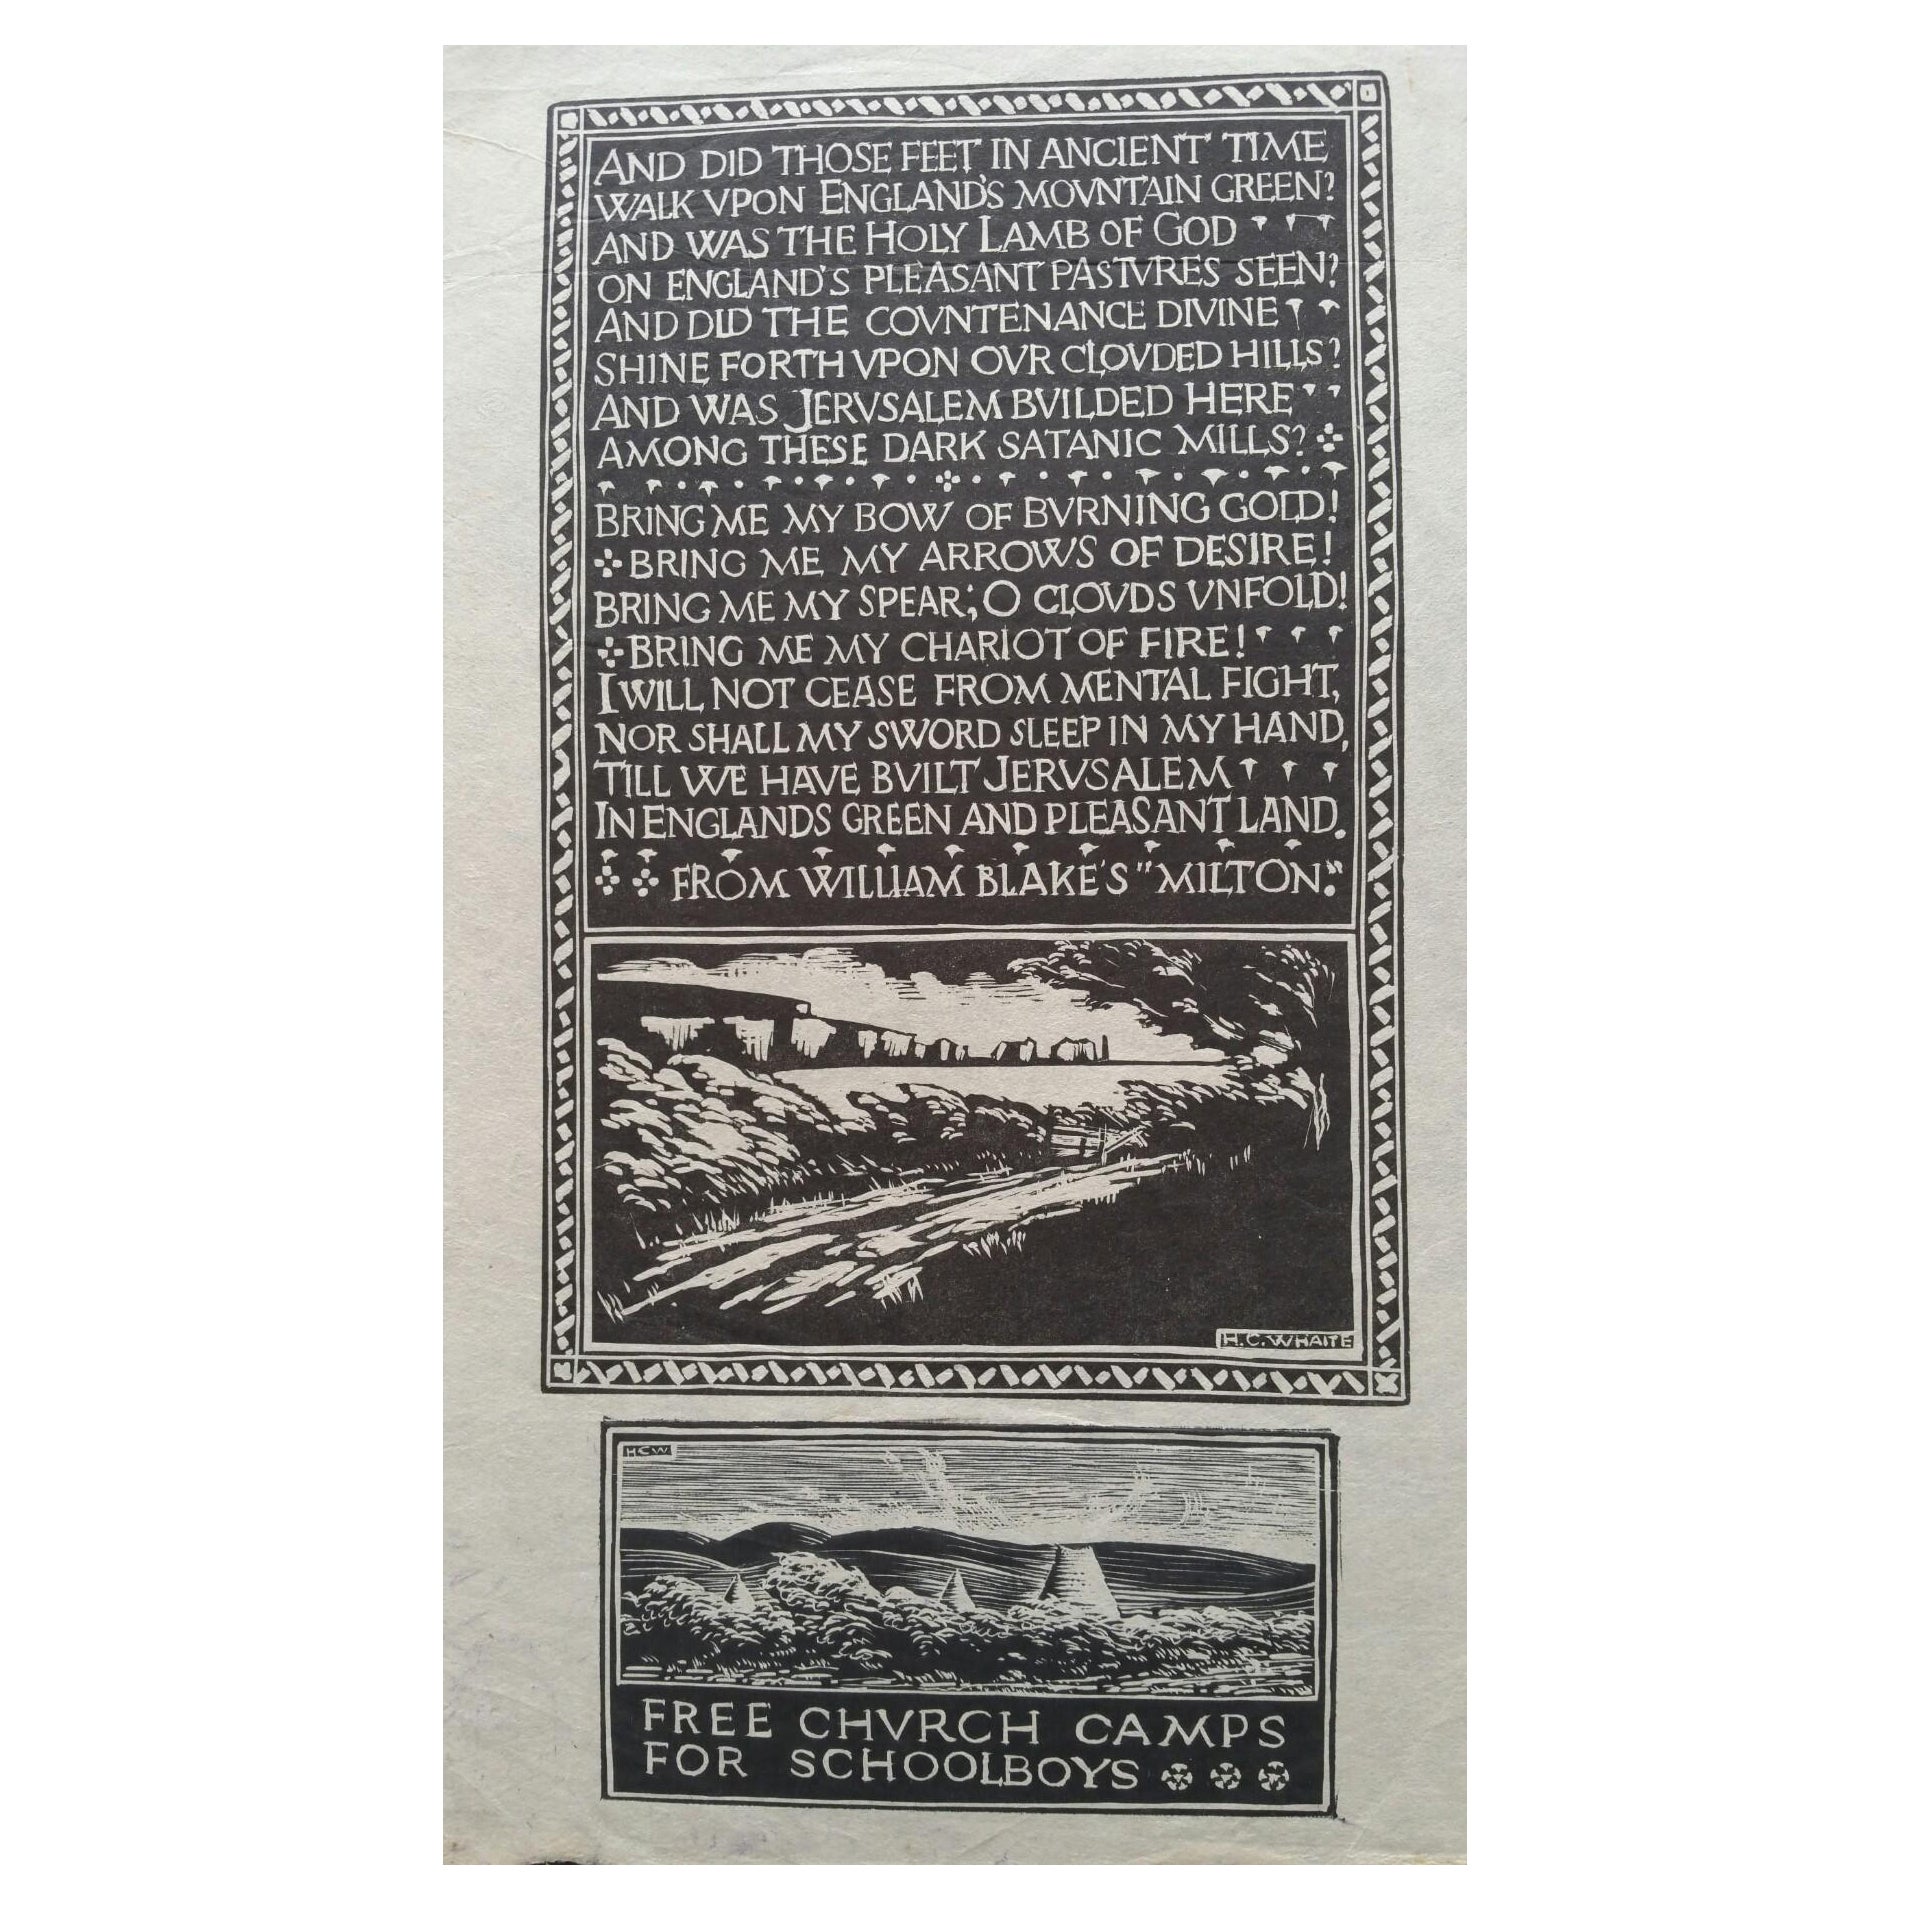 AND DID THOSE FEET IN ANCIENT TIME
WALK VPON ENGLAND'S MOVNTAIN GREEN?
AND WAS THE HOLY LAMB OF GOD
ON ENGLAND'S PLEASANT PASTVRES SEEN?
AND DID THE COVNTENANCE DIVINE
SHINE FORTH VPON OVR CLOVDED HILLS?
AND WAS JERVSALEM BVILDED HERE
AMONG THESE DARK SATANIC MILLS?
BRING ME MY BOW OF BVRNING GOLD!
BRING ME MY ARROWS OF DESIRE!
BRING ME MY SPEAR; O CLOVDS VNFOLD!
BRING ME MY CHARIOT OF FIRE!
I WILL NOT CEASE FROM MENTAL FIGHT,
NOR SHALL MY SWORD SLEEP IN MY HAND,
TILL WE HAVE BVILT JERVSALEM
IN ENGLANDS GREEN AND PLEASANT LAND.
FROM WILLIAM BLAKE'S "MILTON."
H.C. WHAITE
HCW
FREE CHVRCH CAMPS
FOR SCHOOLBOYS